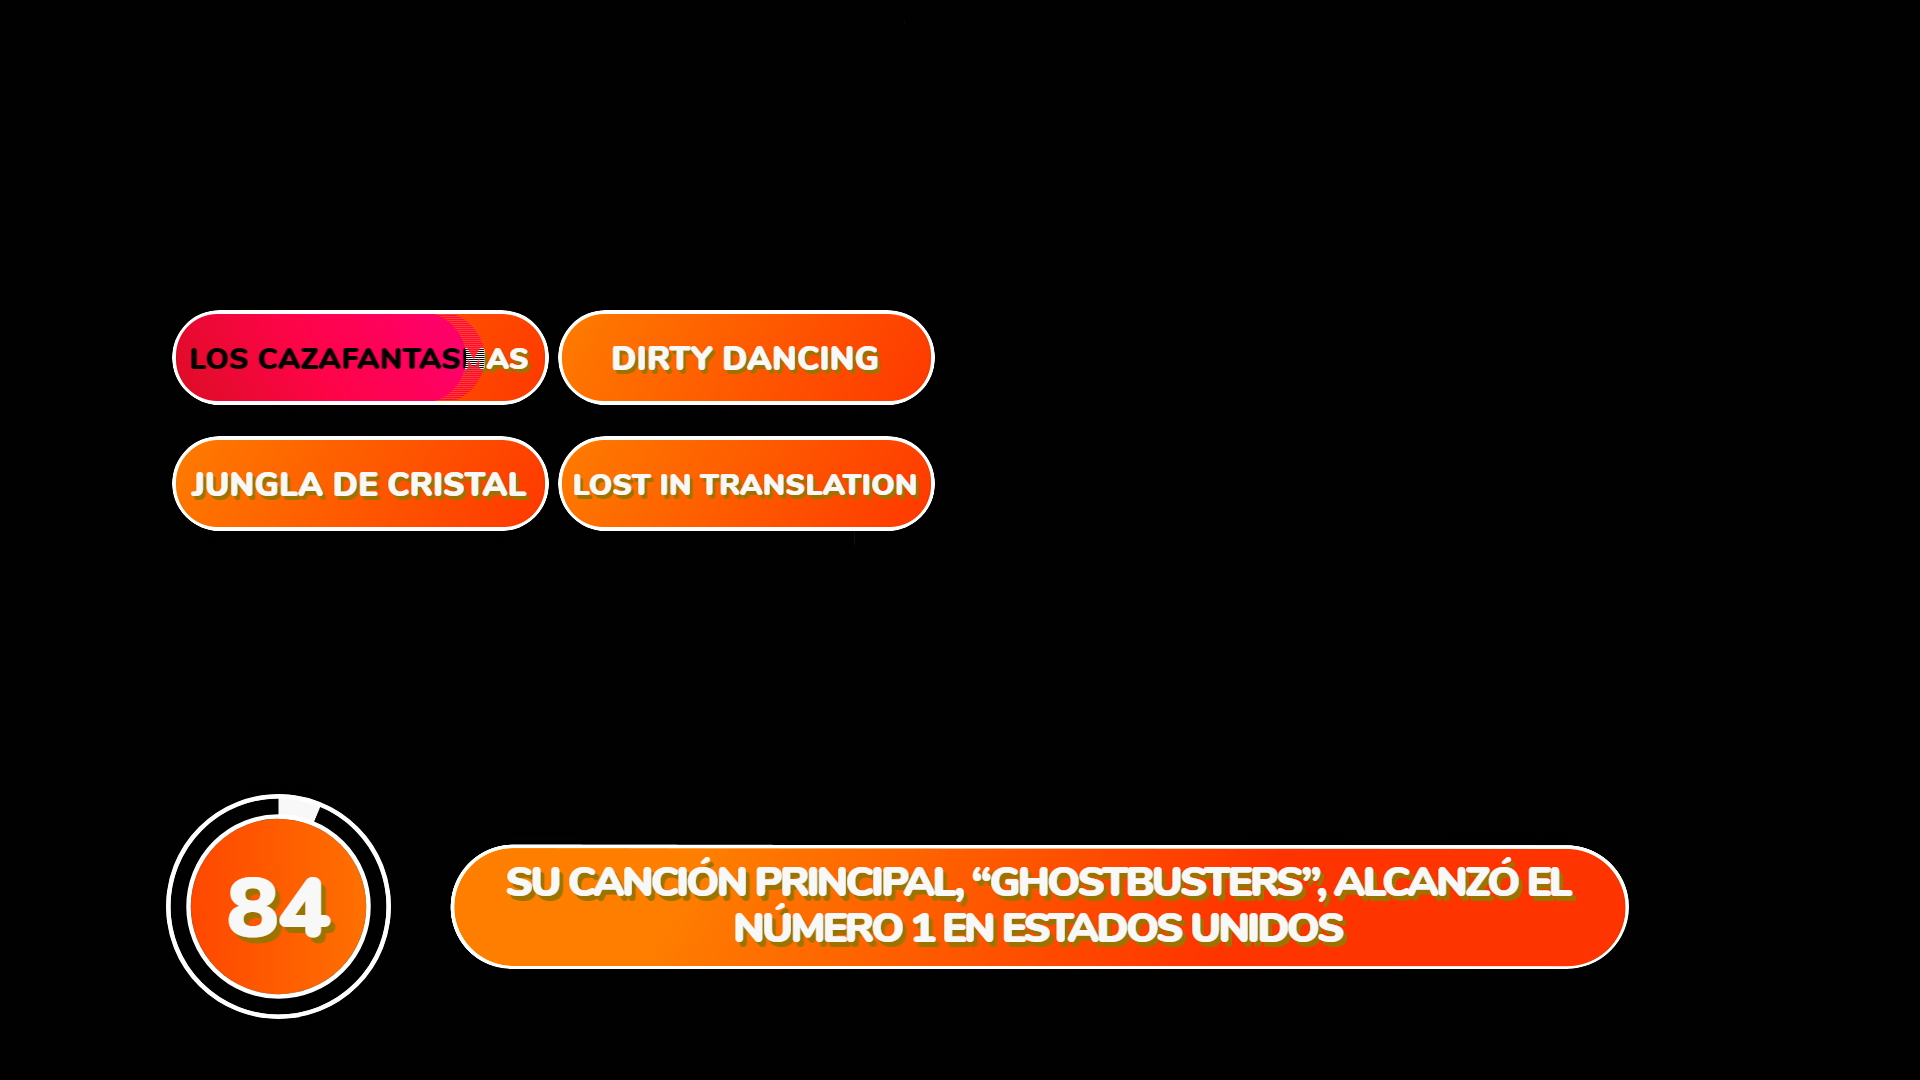 LOS CAZAFANTASMAS
DIRTY DANCING
JUNGLA DE CRISTAL
LOST IN TRANSLATION
84
SU CANCIÓN PRINCIPAL, “GHOSTBUSTERS”, ALCANZÓ EL
NÚMERO 1 EN ESTADOS UNIDOS